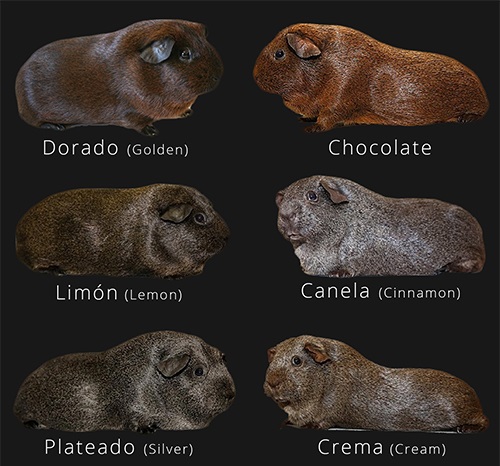 Dorado (Golden)
Chocolate
Limón (Lemon)
Canela (Cinnamon)
Plateado (Silver)
Crema (Cream)